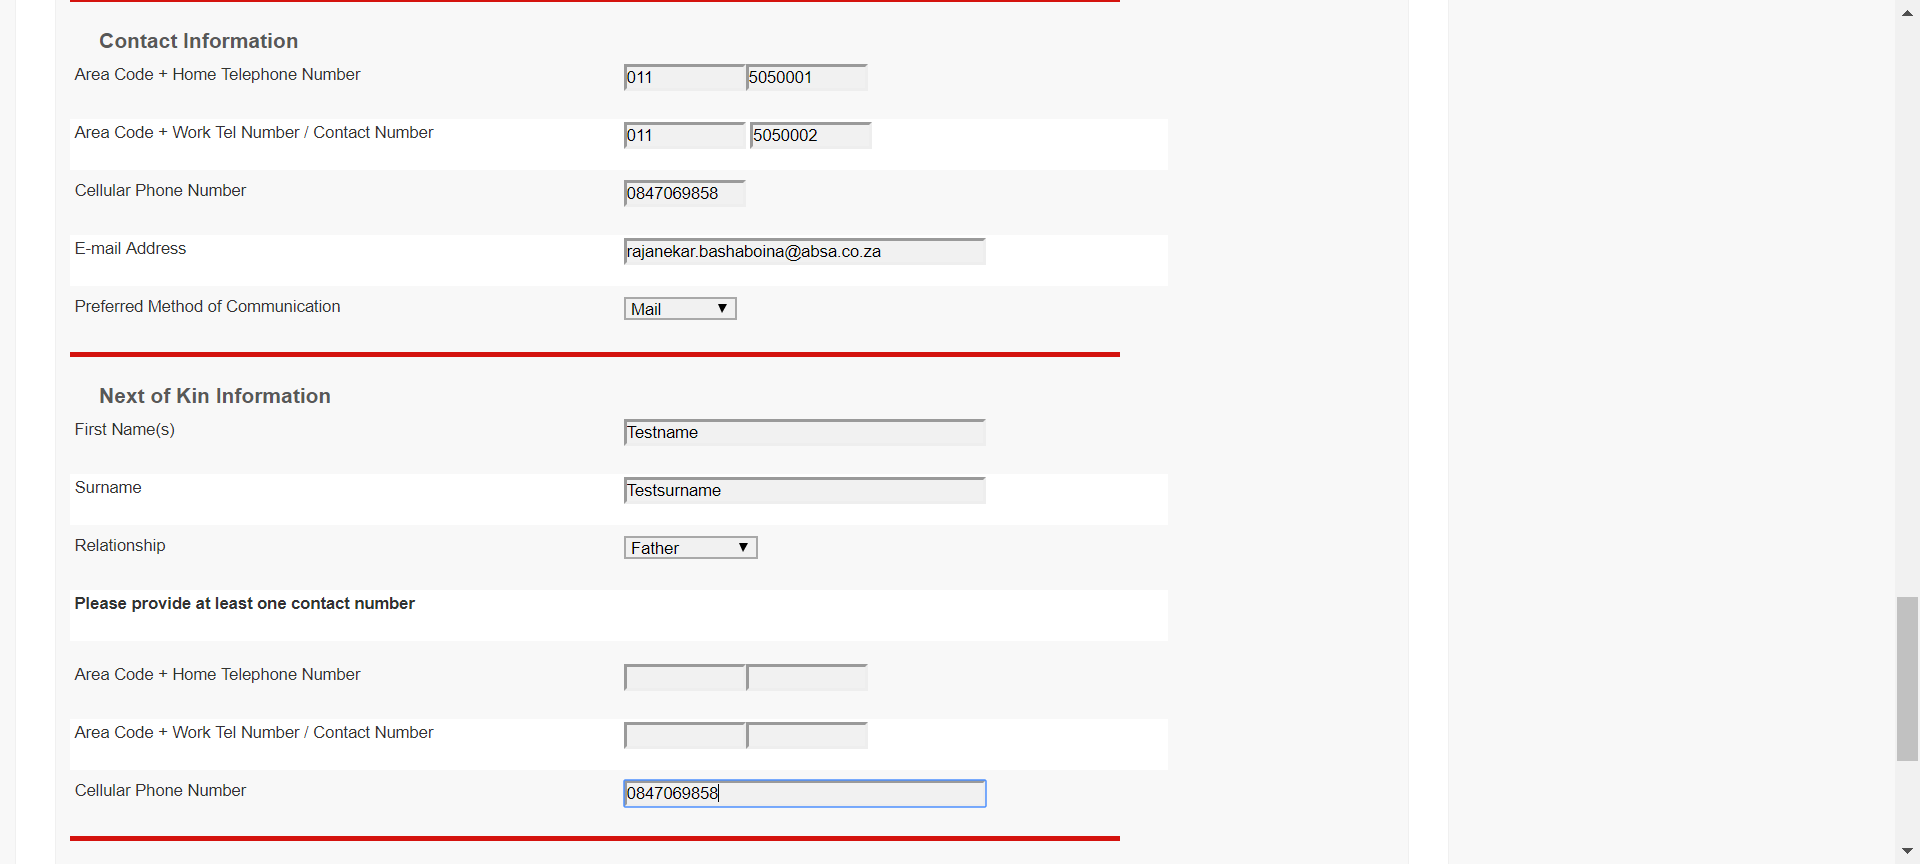 Contact Information
Area Code + Home Telephone Number 011 5050001
Area Code + Work Tel Number / Contact Number 011 5050002
Cellular Phone Number 0847069858
E-mail Address rajanekar.bashaboina@absa.co.za
Preferred Method of Communication Mail
Next of Kin Information
First Name(s) Testname
Surname Testsurname
Relationship Father
Please provide at least one contact number
Area Code + Home Telephone Number
Area Code + Work Tel Number / Contact Number
Cellular Phone Number 0847069858